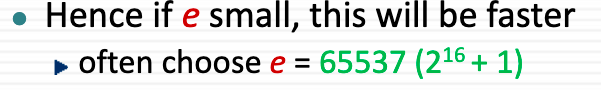 • Hence if e small, this will be faster
▸ often choose e = 65537 (2¹⁶ + 1)